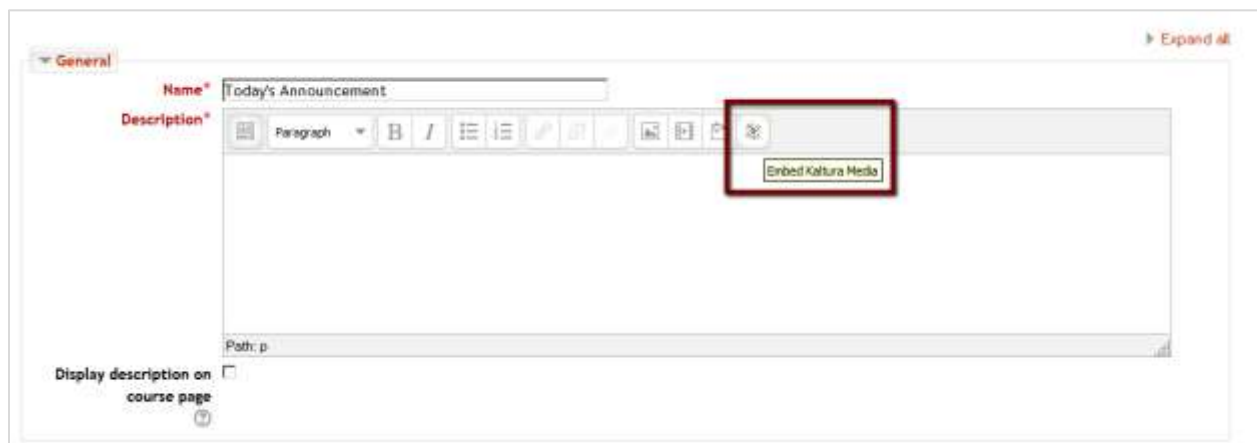 Expand all
General
Name*
Today's Announcement
Description*
Paragraph
B I
Embed Kaltura Media
Path: p
Display description on
course page
?